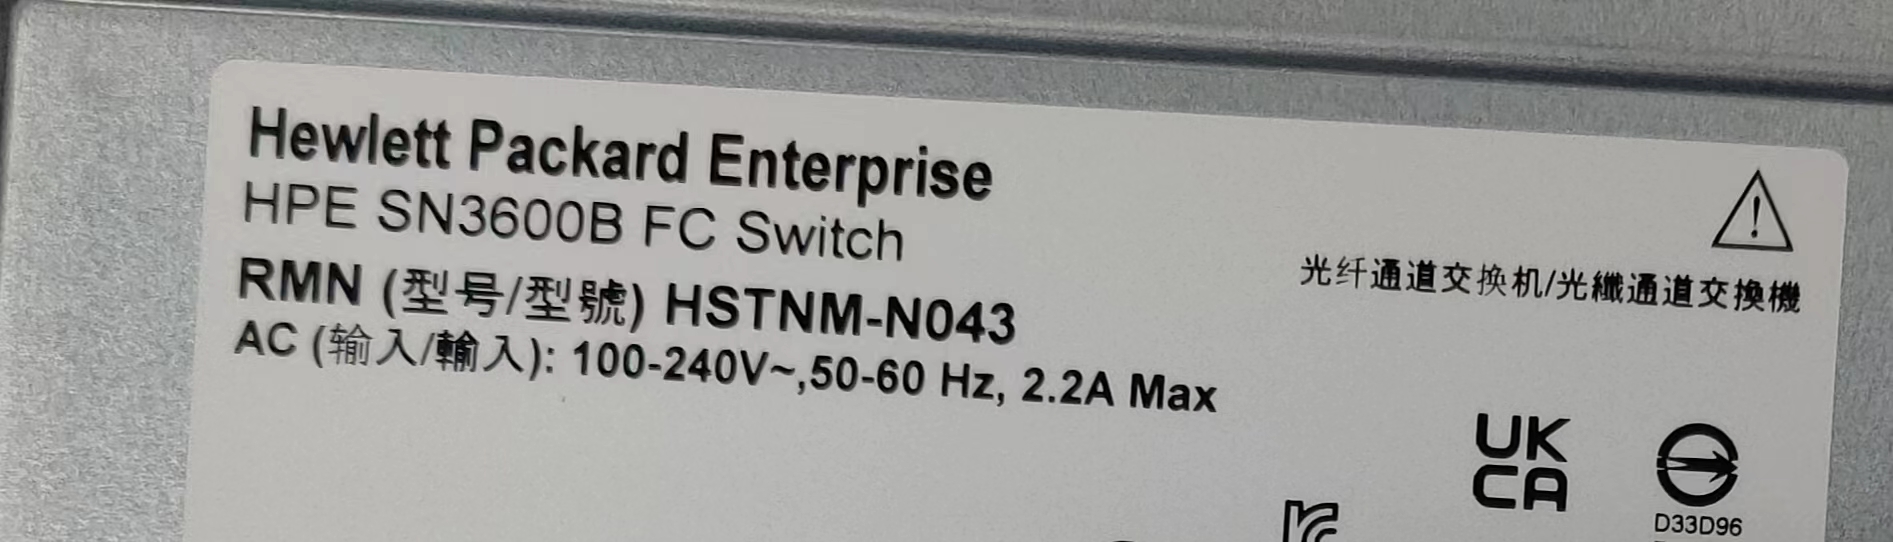 Hewlett Packard Enterprise
HPE SN3600B FC Switch
RMN (型号/型號) HSTNM-N043
AC (输入/輸入): 100-240V~,50-60 Hz, 2.2A Max
光纤通道交换机/光纖通道交換機
UK
CA
D33D96